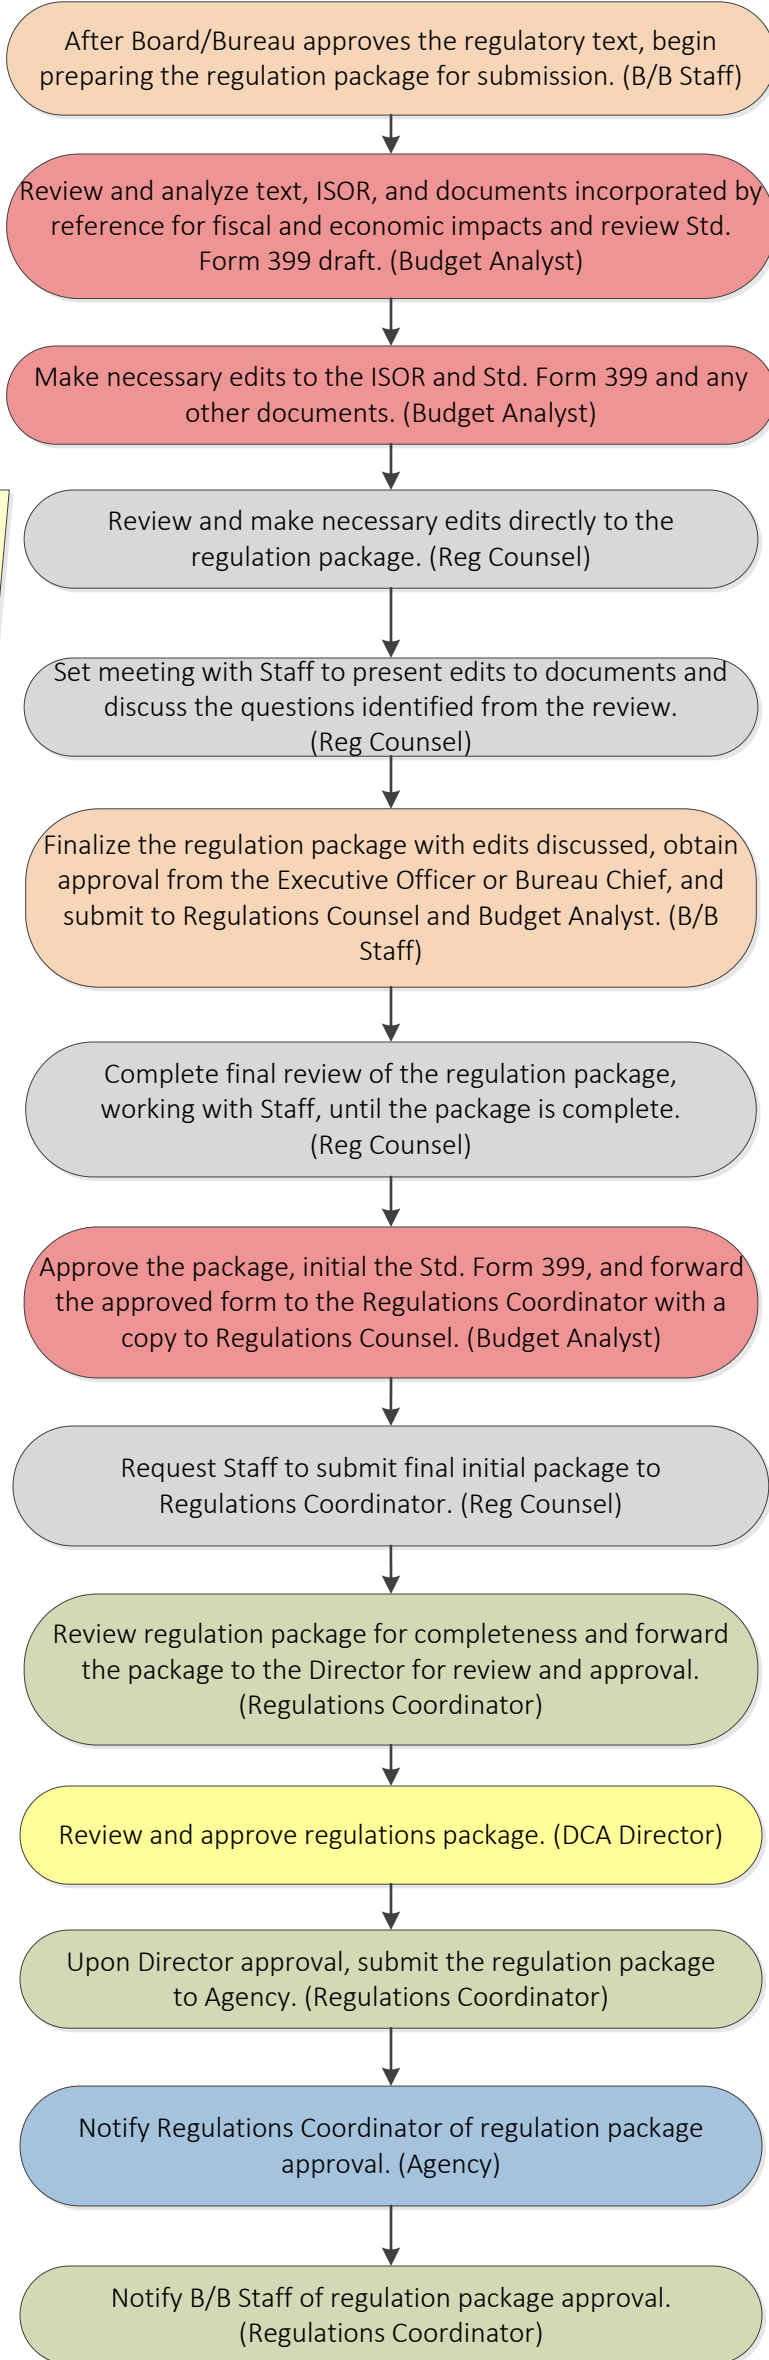 After Board/Bureau approves the regulatory text, begin
preparing the regulation package for submission. (B/B Staff)
Review and analyze text, ISOR, and documents incorporated by
reference for fiscal and economic impacts and review Std.
Form 399 draft. (Budget Analyst)
Make necessary edits to the ISOR and Std. Form 399 and any
other documents. (Budget Analyst)
Review and make necessary edits directly to the
regulation package. (Reg Counsel)
Set meeting with Staff to present edits to documents and
discuss the questions identified from the review.
(Reg Counsel)
Finalize the regulation package with edits discussed, obtain
approval from the Executive Officer or Bureau Chief, and
submit to Regulations Counsel and Budget Analyst. (B/B
Staff)
Complete final review of the regulation package,
working with Staff, until the package is complete.
(Reg Counsel)
Approve the package, initial the Std. Form 399, and forward
the approved form to the Regulations Coordinator with a
copy to Regulations Counsel. (Budget Analyst)
Request Staff to submit final initial package to
Regulations Coordinator. (Reg Counsel)
Review regulation package for completeness and forward
the package to the Director for review and approval.
(Regulations Coordinator)
Review and approve regulations package. (DCA Director)
Upon Director approval, submit the regulation package
to Agency. (Regulations Coordinator)
Notify Regulations Coordinator of regulation package
approval. (Agency)
Notify B/B Staff of regulation package approval.
(Regulations Coordinator)